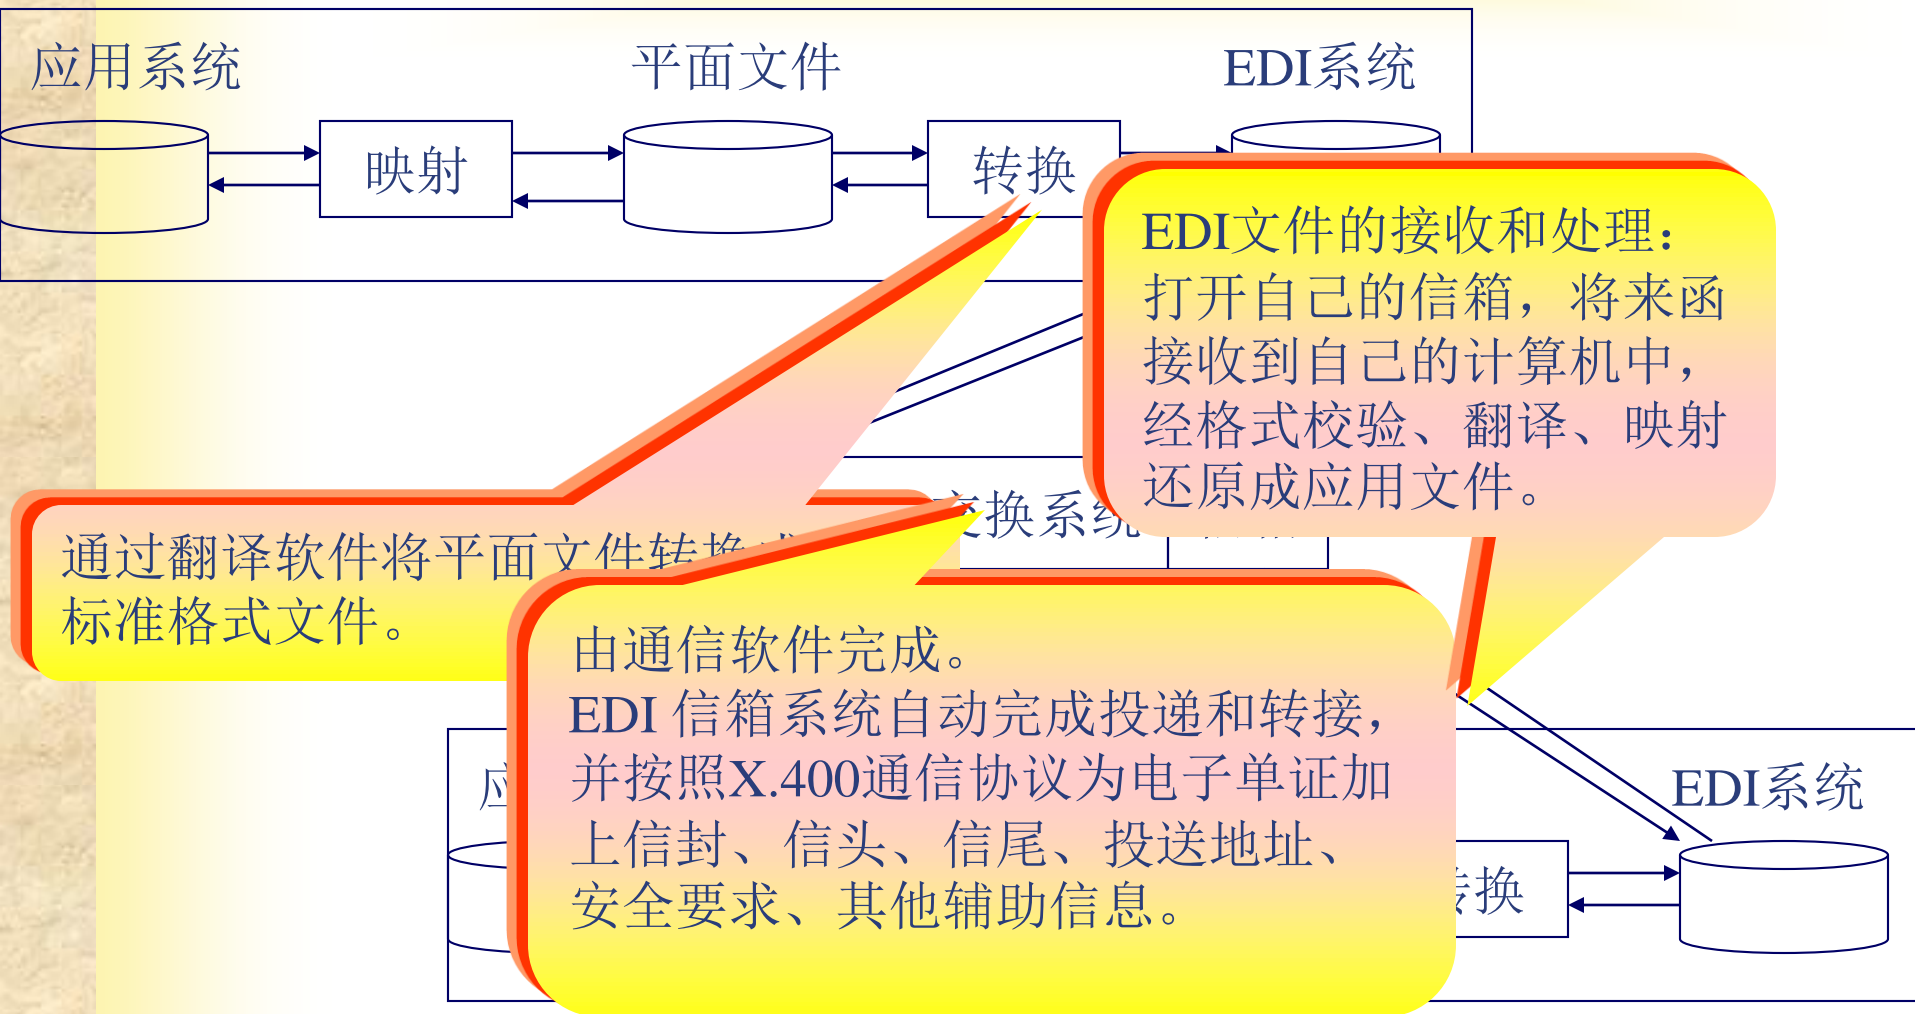 应用系统
平面文件
EDI系统
映射
转换
EDI文件的接收和处理：
打开自己的信箱，将来函
接收到自己的计算机中，
经格式校验、翻译、映射
还原成应用文件。
交换系统
通过翻译软件将平面文件转换成
标准格式文件。
由通信软件完成。
EDI 信箱系统自动完成投递和转接，
并按照X.400通信协议为电子单证加
上信封、信头、信尾、投送地址、
安全要求、其他辅助信息。
应
EDI系统
转换